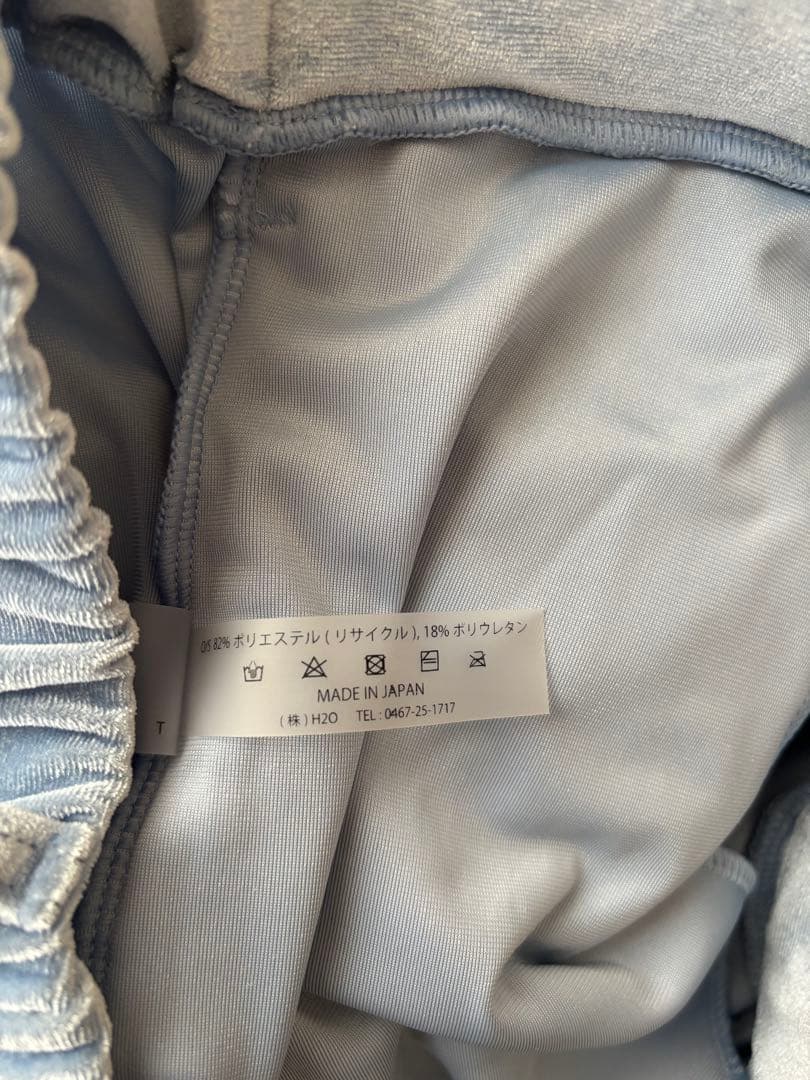 O/S 82% ポリエステル ( リサイクル ), 18% ポリウレタン
MADE IN JAPAN
( 株 ) H2O TEL : 0467-25-1717
T